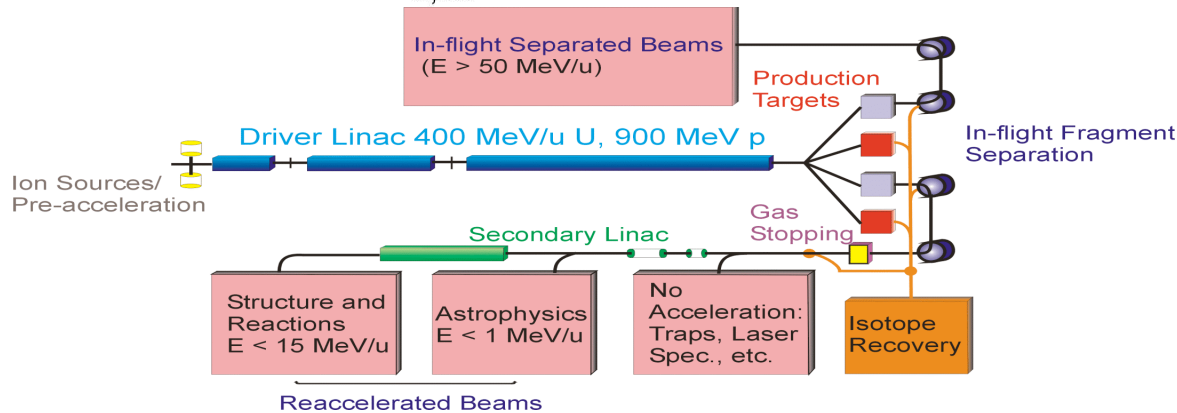 In-flight Separated Beams
(E > 50 MeV/u)
Production
Targets
Driver Linac 400 MeV/u U, 900 MeV p
In-flight Fragment
Separation
Ion Sources/
Pre-acceleration
Gas
Stopping
Secondary Linac
Structure and
Reactions
E < 15 MeV/u
Astrophysics
E < 1 MeV/u
No
Acceleration:
Traps, Laser
Spec., etc.
Isotope
Recovery
Reaccelerated Beams